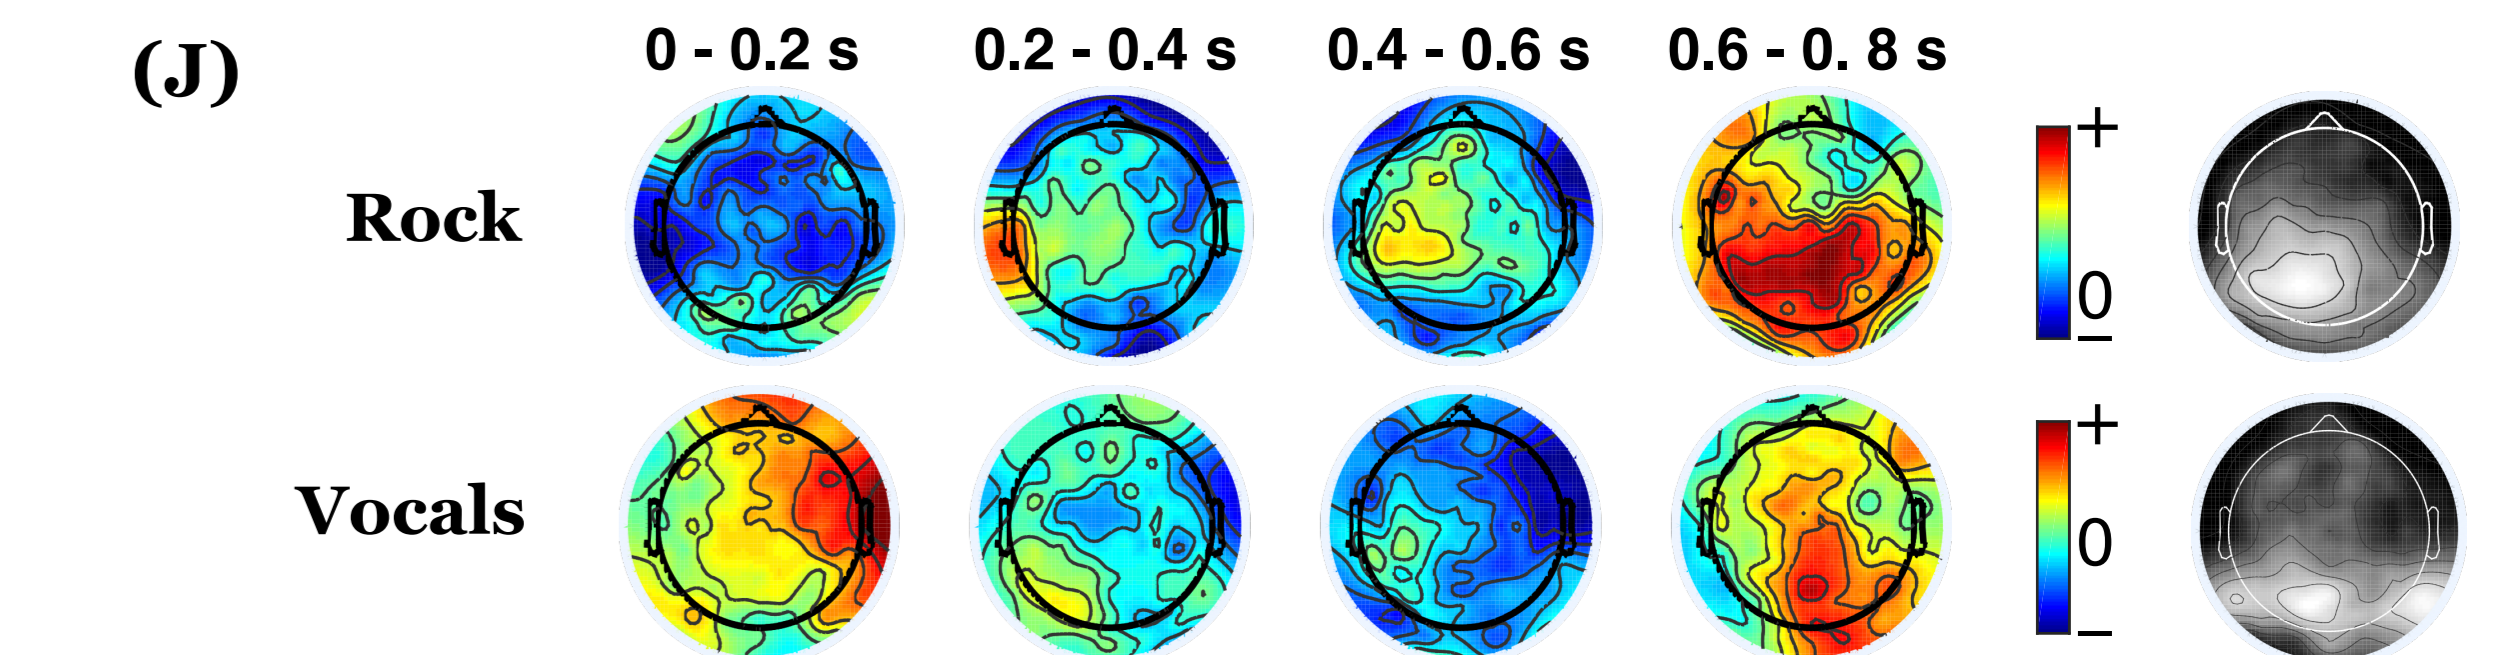 (J)
0 - 0.2 s
0.2 - 0.4 s
0.4 - 0.6 s
0.6 - 0. 8 s
Rock
+
0
–
Vocals
+
0
–